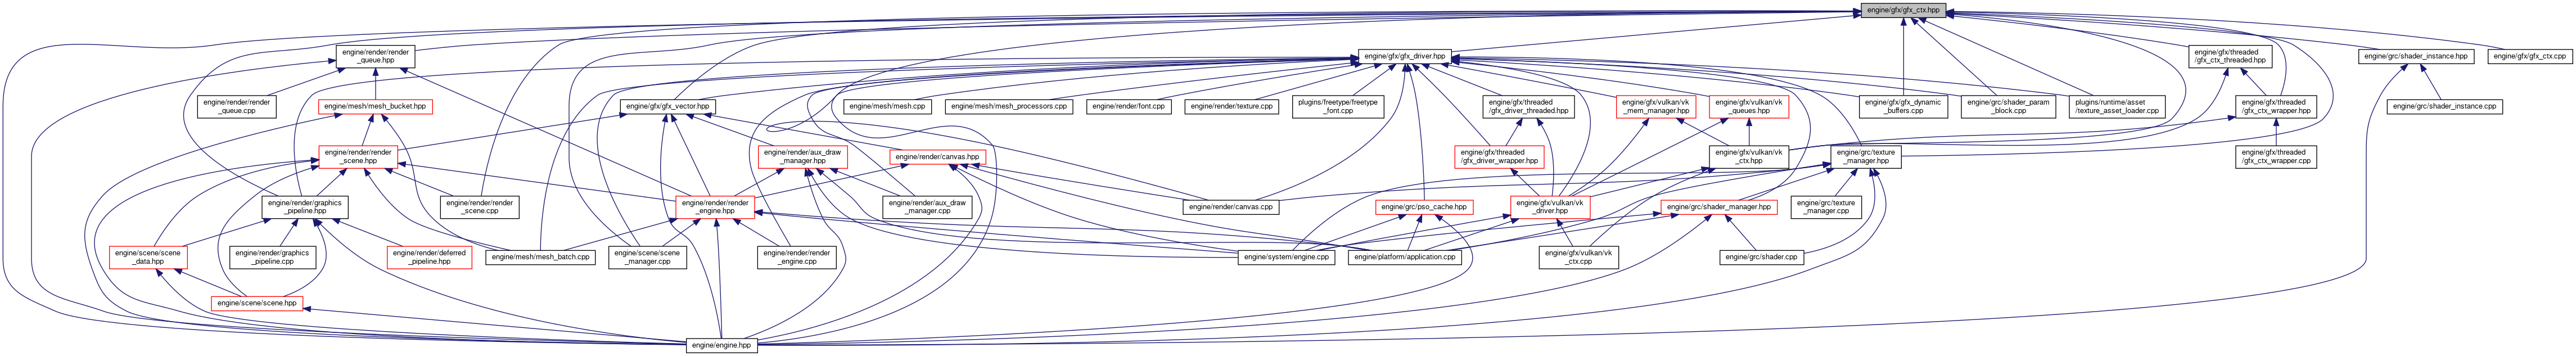 engine/gfx/gfx_ctx.hpp
engine/render/render
_queue.hpp
engine/gfx/gfx_driver.hpp
engine/gfx/threaded
/gfx_ctx_threaded.hpp
engine/grc/shader_instance.hpp
engine/gfx/gfx_ctx.cpp
engine/render/render
_queue.cpp
engine/mesh/mesh_bucket.hpp
engine/gfx/gfx_vector.hpp
engine/mesh/mesh.cpp
engine/mesh/mesh_processors.cpp
engine/render/font.cpp
engine/render/texture.cpp
plugins/freetype/freetype
_font.cpp
engine/gfx/threaded
/gfx_driver_threaded.hpp
engine/gfx/vulkan/vk
_mem_manager.hpp
engine/gfx/vulkan/vk
_queues.hpp
engine/gfx/gfx_dynamic
_buffers.cpp
engine/grc/shader_param
_block.cpp
plugins/runtime/asset
/texture_asset_loader.cpp
engine/gfx/threaded
/gfx_ctx_wrapper.hpp
engine/grc/shader_instance.cpp
engine/render/render
_scene.hpp
engine/render/aux_draw
_manager.hpp
engine/render/canvas.hpp
engine/gfx/threaded
/gfx_driver_wrapper.hpp
engine/gfx/vulkan/vk
_ctx.hpp
engine/grc/texture
_manager.hpp
engine/gfx/threaded
/gfx_ctx_wrapper.cpp
engine/render/graphics
_pipeline.hpp
engine/render/render
_scene.cpp
engine/render/render
_engine.hpp
engine/render/aux_draw
_manager.cpp
engine/render/canvas.cpp
engine/grc/pso_cache.hpp
engine/gfx/vulkan/vk
_driver.hpp
engine/grc/shader_manager.hpp
engine/grc/texture
_manager.cpp
engine/scene/scene
_data.hpp
engine/render/graphics
_pipeline.cpp
engine/render/deferred
_pipeline.hpp
engine/mesh/mesh_batch.cpp
engine/scene/scene
_manager.cpp
engine/render/render
_engine.cpp
engine/system/engine.cpp
engine/platform/application.cpp
engine/gfx/vulkan/vk
_ctx.cpp
engine/grc/shader.cpp
engine/scene/scene.hpp
engine/engine.hpp